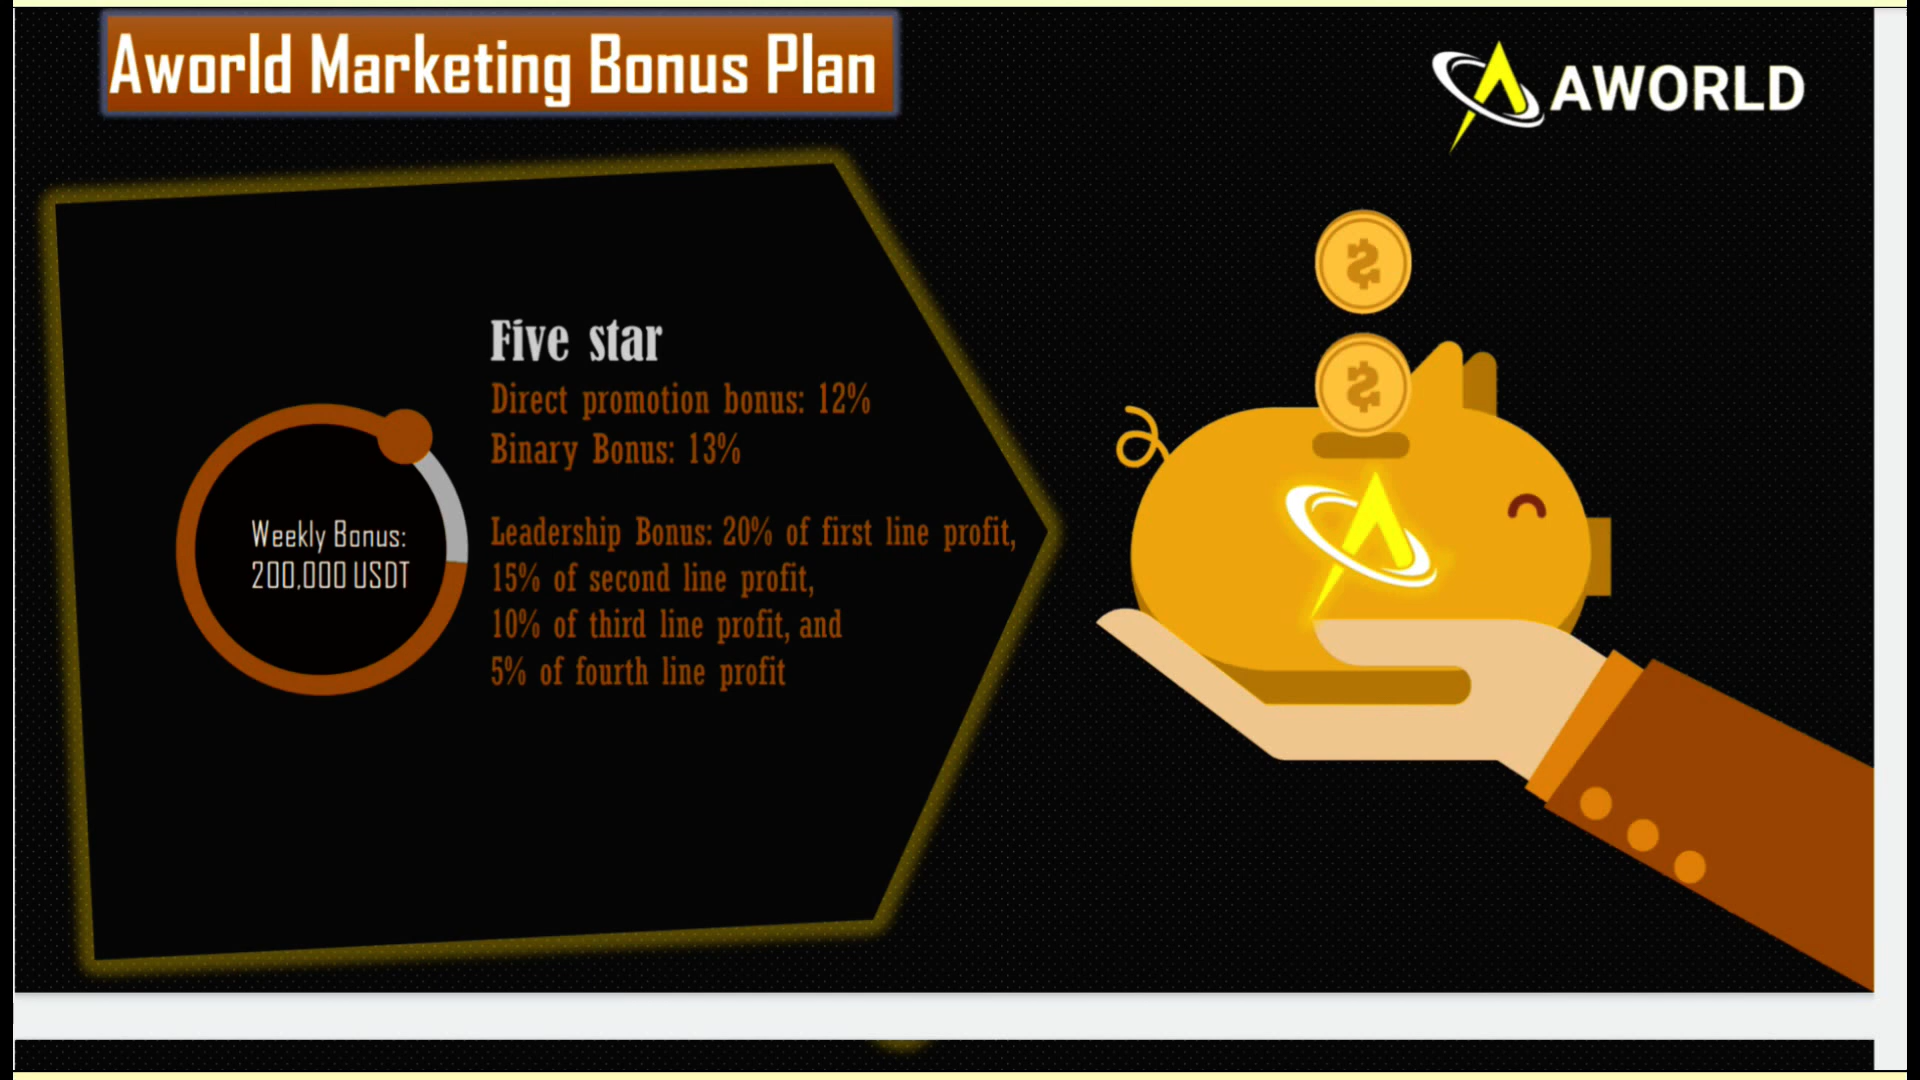 Aworld Marketing Bonus Plan
AWORLD
Five star
Direct promotion bonus: 12%
Binary Bonus: 13%
Weekly Bonus:
200,000 USDT
Leadership Bonus: 20% of first line profit,
15% of second line profit,
10% of third line profit, and
5% of fourth line profit